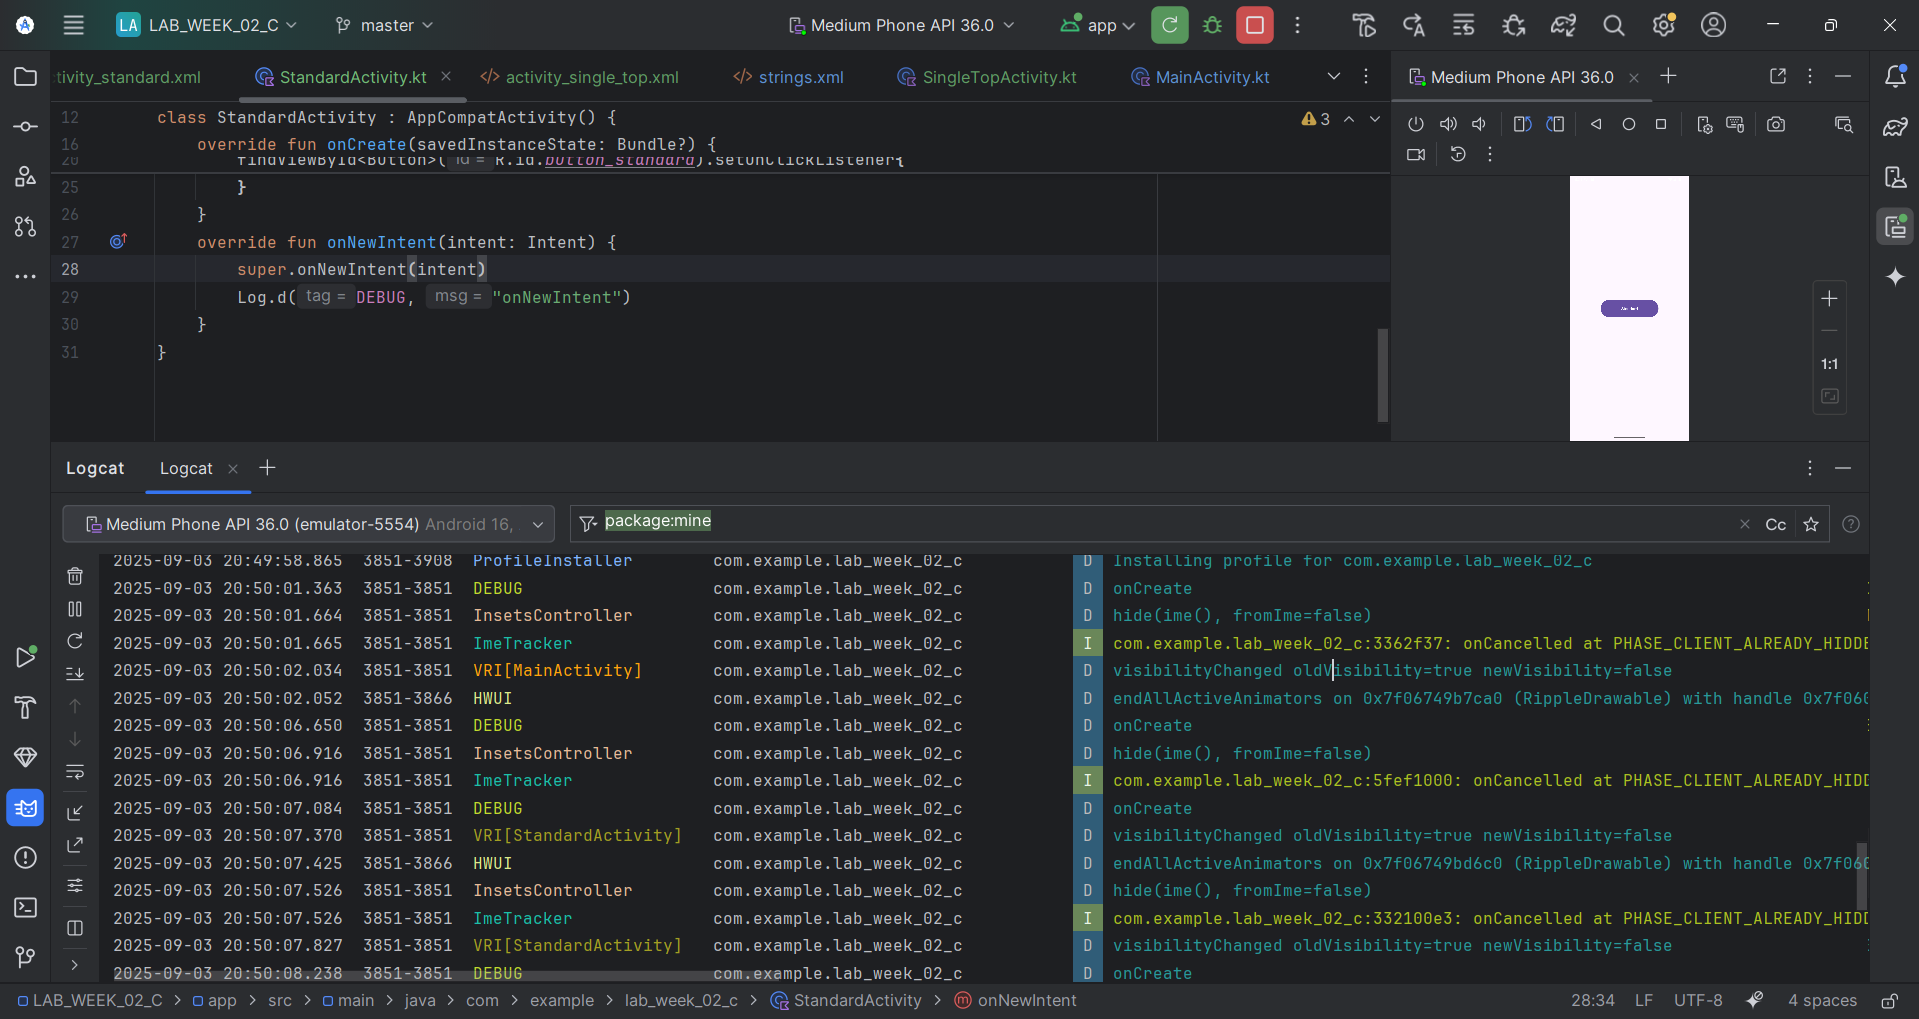 LA LAB_WEEK_02_C master Medium Phone API 36.0 app
tivity_standard.xml StandardActivity.kt activity_single_top.xml strings.xml SingleTopActivity.kt MainActivity.kt
Medium Phone API 36.0
12 class StandardActivity : AppCompatActivity() {
3
16 override fun onCreate(savedInstanceState: Bundle?) {
20 findViewById<Button>( id = R.id.button_standard).setOnClickListener{
25 }
26 }
27 override fun onNewIntent(intent: Intent) {
28 super.onNewIntent(intent)
29 Log.d( tag = DEBUG, msg = "onNewIntent")
30 }
31 }
1:1
Logcat Logcat
Medium Phone API 36.0 (emulator-5554) Android 16, package:mine Cc
2025-09-03 20:49:58.865 3851-3908 ProfileInstaller com.example.lab_week_02_c D Installing profile for com.example.lab_week_02_c
2025-09-03 20:50:01.363 3851-3851 DEBUG com.example.lab_week_02_c D onCreate
2025-09-03 20:50:01.664 3851-3851 InsetsController com.example.lab_week_02_c D hide(ime(), fromIme=false)
2025-09-03 20:50:01.665 3851-3851 ImeTracker com.example.lab_week_02_c I com.example.lab_week_02_c:3362f37: onCancelled at PHASE_CLIENT_ALREADY_HIDDE
2025-09-03 20:50:02.034 3851-3851 VRI[MainActivity] com.example.lab_week_02_c D visibilityChanged oldVisibility=true newVisibility=false
2025-09-03 20:50:02.052 3851-3866 HWUI com.example.lab_week_02_c D endAllActiveAnimators on 0x7f06749b7ca0 (RippleDrawable) with handle 0x7f060
2025-09-03 20:50:06.650 3851-3851 DEBUG com.example.lab_week_02_c D onCreate
2025-09-03 20:50:06.916 3851-3851 InsetsController com.example.lab_week_02_c D hide(ime(), fromIme=false)
2025-09-03 20:50:06.916 3851-3851 ImeTracker com.example.lab_week_02_c I com.example.lab_week_02_c:5fef1000: onCancelled at PHASE_CLIENT_ALREADY_HIDD
2025-09-03 20:50:07.084 3851-3851 DEBUG com.example.lab_week_02_c D onCreate
2025-09-03 20:50:07.370 3851-3851 VRI[StandardActivity] com.example.lab_week_02_c D visibilityChanged oldVisibility=true newVisibility=false
2025-09-03 20:50:07.425 3851-3866 HWUI com.example.lab_week_02_c D endAllActiveAnimators on 0x7f06749bd6c0 (RippleDrawable) with handle 0x7f060
2025-09-03 20:50:07.526 3851-3851 InsetsController com.example.lab_week_02_c D hide(ime(), fromIme=false)
2025-09-03 20:50:07.526 3851-3851 ImeTracker com.example.lab_week_02_c I com.example.lab_week_02_c:332100e3: onCancelled at PHASE_CLIENT_ALREADY_HIDD
2025-09-03 20:50:07.827 3851-3851 VRI[StandardActivity] com.example.lab_week_02_c D visibilityChanged oldVisibility=true newVisibility=false
2025-09-03 20:50:08.238 3851-3851 DEBUG com.example.lab_week_02_c D onCreate
LAB_WEEK_02_C > app > src > main > java > com > example > lab_week_02_c > StandardActivity > onNewIntent 28:34 LF UTF-8 4 spaces